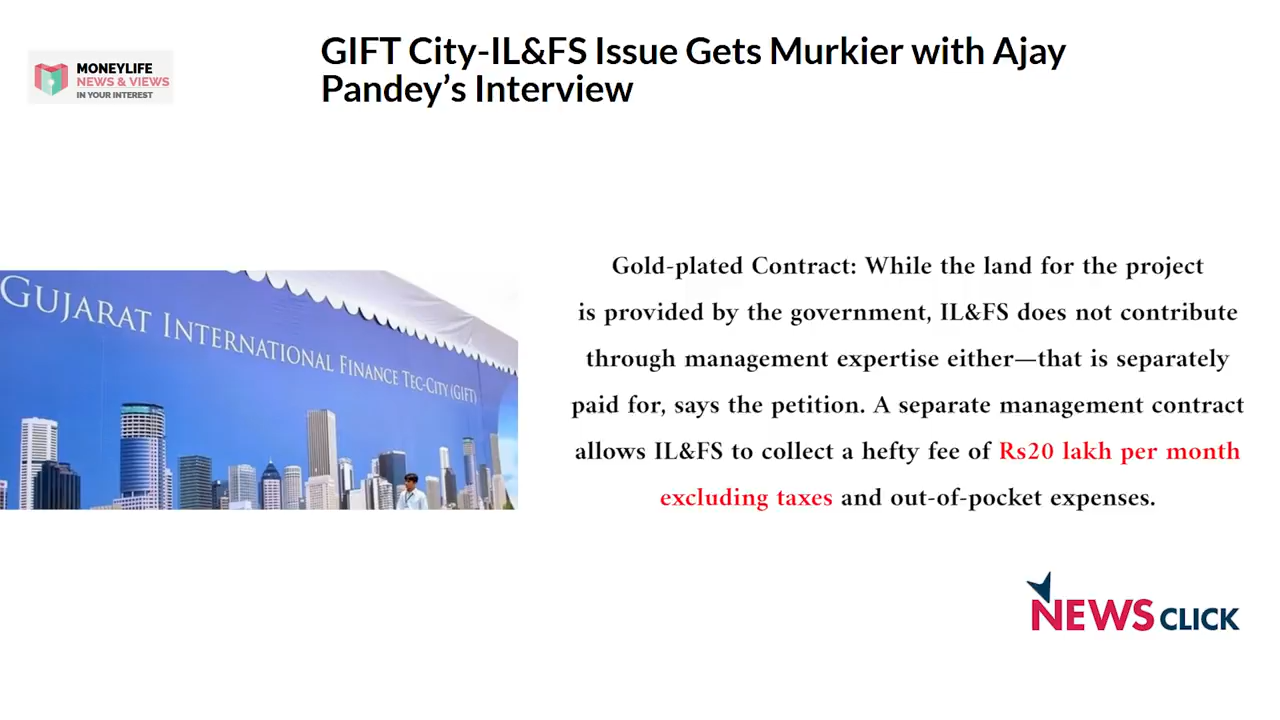 MONEYLIFE
NEWS & VIEWS
IN YOUR INTEREST
GIFT City-IL&FS Issue Gets Murkier with Ajay
Pandey’s Interview
GUJARAT INTERNATIONAL FINANCE TEC-CITY (GIFT)
Gold-plated Contract: While the land for the project
is provided by the government, IL&FS does not contribute
through management expertise either—that is separately
paid for, says the petition. A separate management contract
allows IL&FS to collect a hefty fee of Rs20 lakh per month
excluding taxes and out-of-pocket expenses.
NEWSCLICK